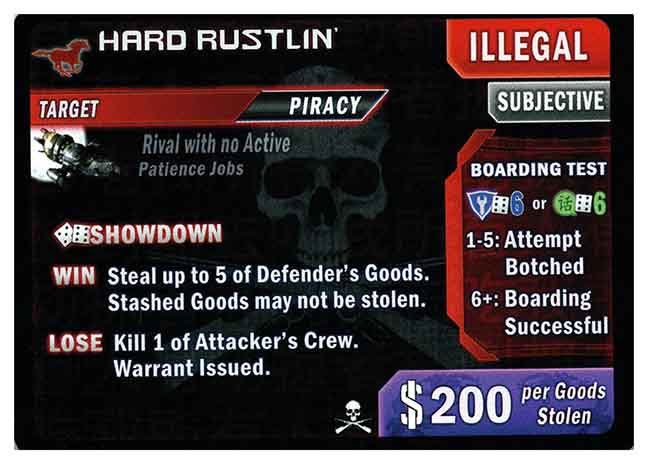 HARD RUSTLIN'
ILLEGAL
SUBJECTIVE
TARGET
PIRACY
Rival with no Active
Patience Jobs
SHOWDOWN
WIN Steal up to 5 of Defender's Goods.
Stashed Goods may not be stolen.
LOSE Kill 1 of Attacker's Crew.
Warrant Issued.
BOARDING TEST
6 or 话 6
1-5: Attempt
Botched
6+: Boarding
Successful
$200 per Goods
Stolen